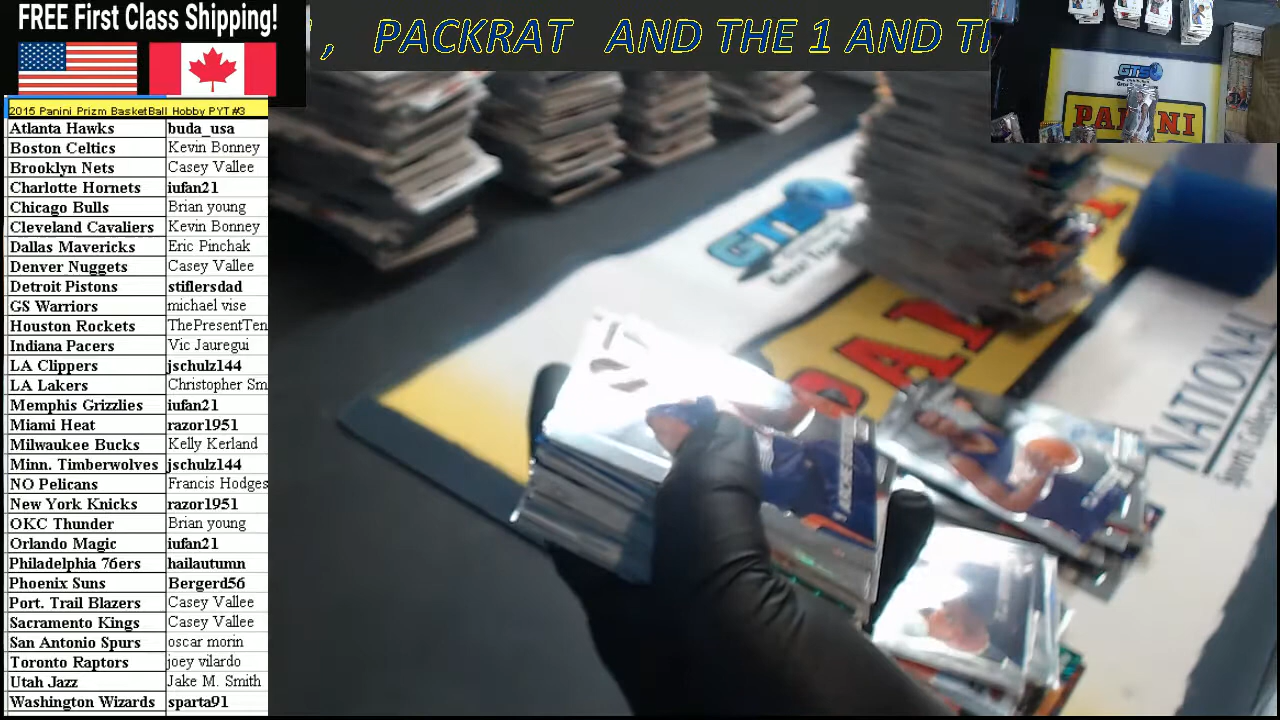 FREE First Class Shipping!
, PACKRAT AND THE 1 AND TH
2015 Panini Prizm BasketBall Hobby PYT #3
Atlanta Hawks buda_usa
Boston Celtics Kevin Bonney
Brooklyn Nets Casey Vallee
Charlotte Hornets iufan21
Chicago Bulls Brian young
Cleveland Cavaliers Kevin Bonney
Dallas Mavericks Eric Pinchak
Denver Nuggets Casey Vallee
Detroit Pistons stiflersdad
GS Warriors michael vise
Houston Rockets ThePresentTen
Indiana Pacers Vic Jauregui
LA Clippers jschulz144
LA Lakers Christopher Sm
Memphis Grizzlies iufan21
Miami Heat razor1951
Milwaukee Bucks Kelly Kerland
Minn. Timberwolves jschulz144
NO Pelicans Francis Hodges
New York Knicks razor1951
OKC Thunder Brian young
Orlando Magic iufan21
Philadelphia 76ers hailautumn
Phoenix Suns Bergerd56
Port. Trail Blazers Casey Vallee
Sacramento Kings Casey Vallee
San Antonio Spurs oscar morin
Toronto Raptors joey vilardo
Utah Jazz Jake M. Smith
Washington Wizards sparta91
GTS
PANINI
GTS
NATIONAL